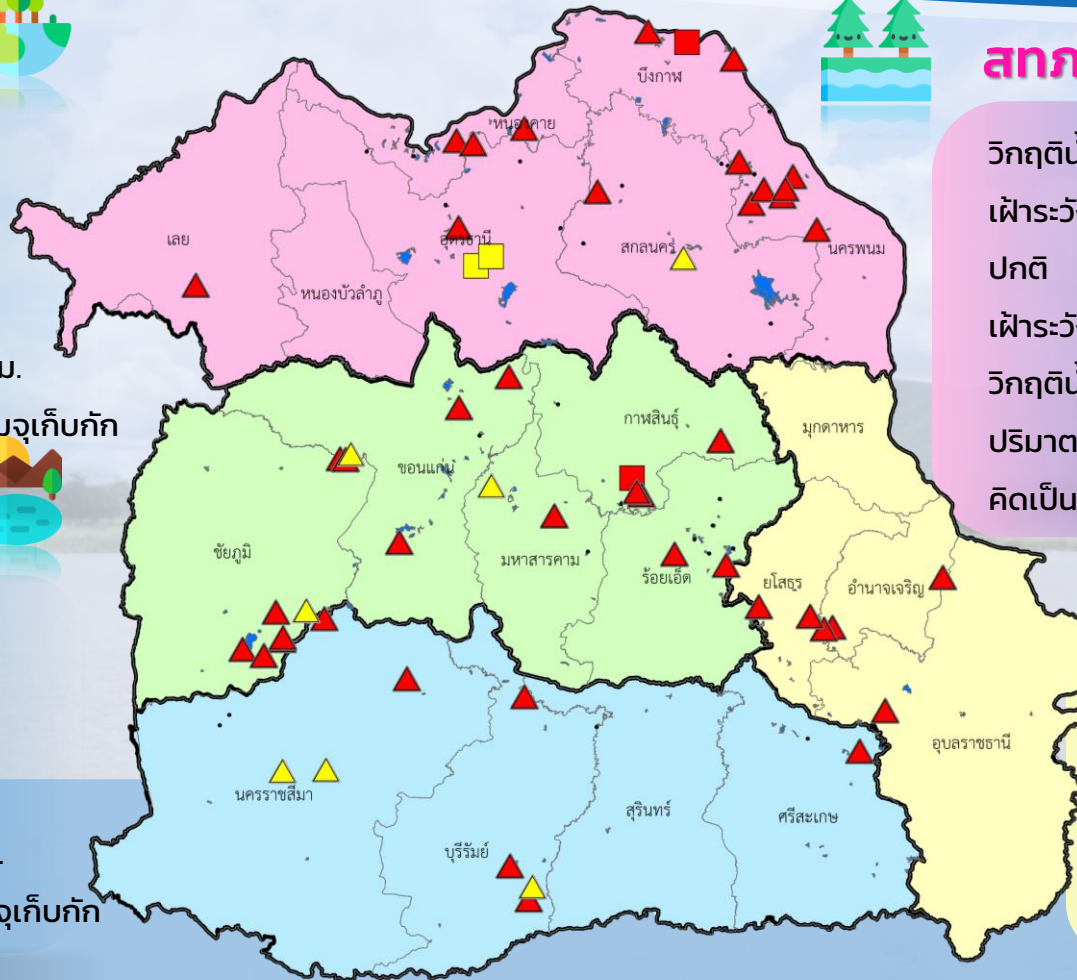 สทภ
วิกฤติน้
เฝ้าระวั
ปกติ
เฝ้าระวั
วิกฤติน้
ปริมาต
คิดเป็น
ม.
มจุเก็บกัก
.
จุเก็บกัก
บึงกาฬ
หนองคาย
เลย
อุดรธานี
สกลนคร
นครพนม
หนองบัวลำภู
กาฬสินธุ์
มุกดาหาร
ขอนแก่น
ชัยภูมิ
มหาสารคาม
ร้อยเอ็ด
ยโสธร
อำนาจเจริญ
อุบลราชธานี
นครราชสีมา
สุรินทร์
ศรีสะเกษ
บุรีรัมย์